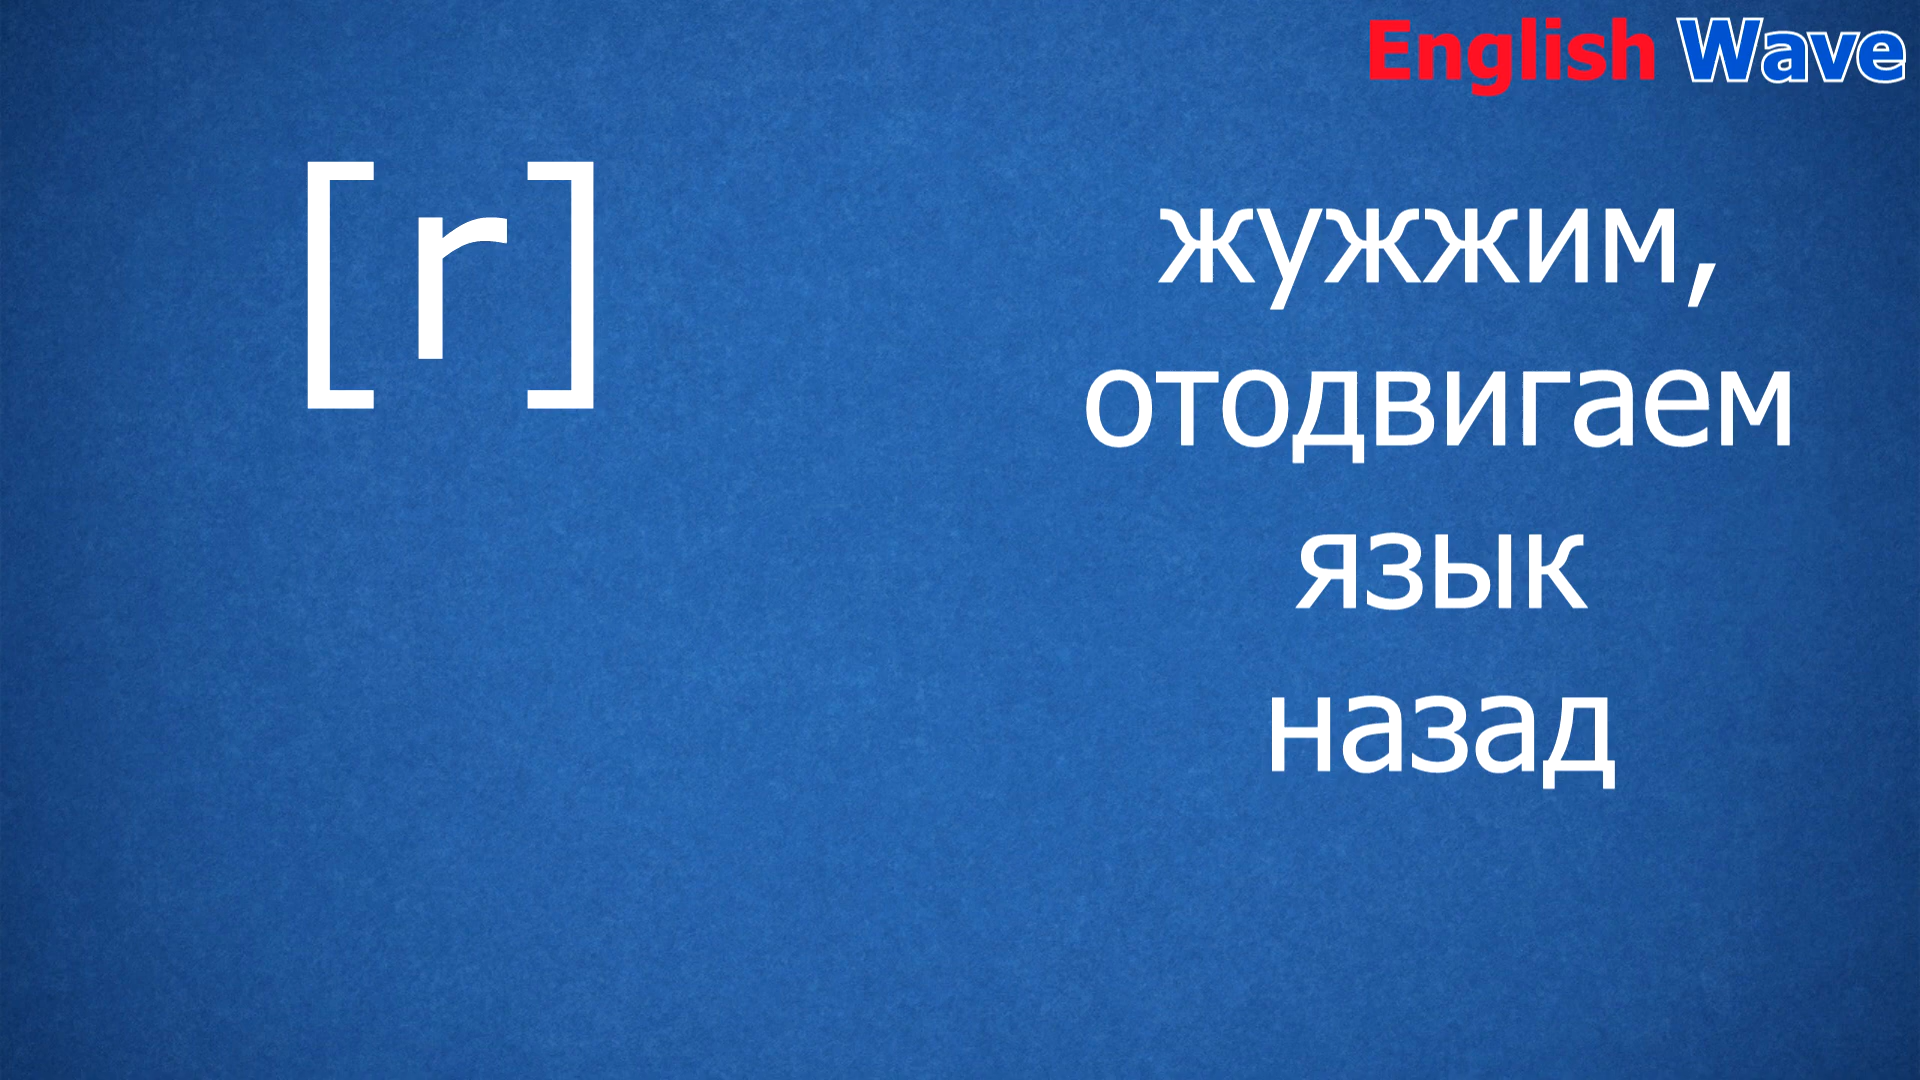 English Wave
[r]
жужжим,
отодвигаем
язык
назад